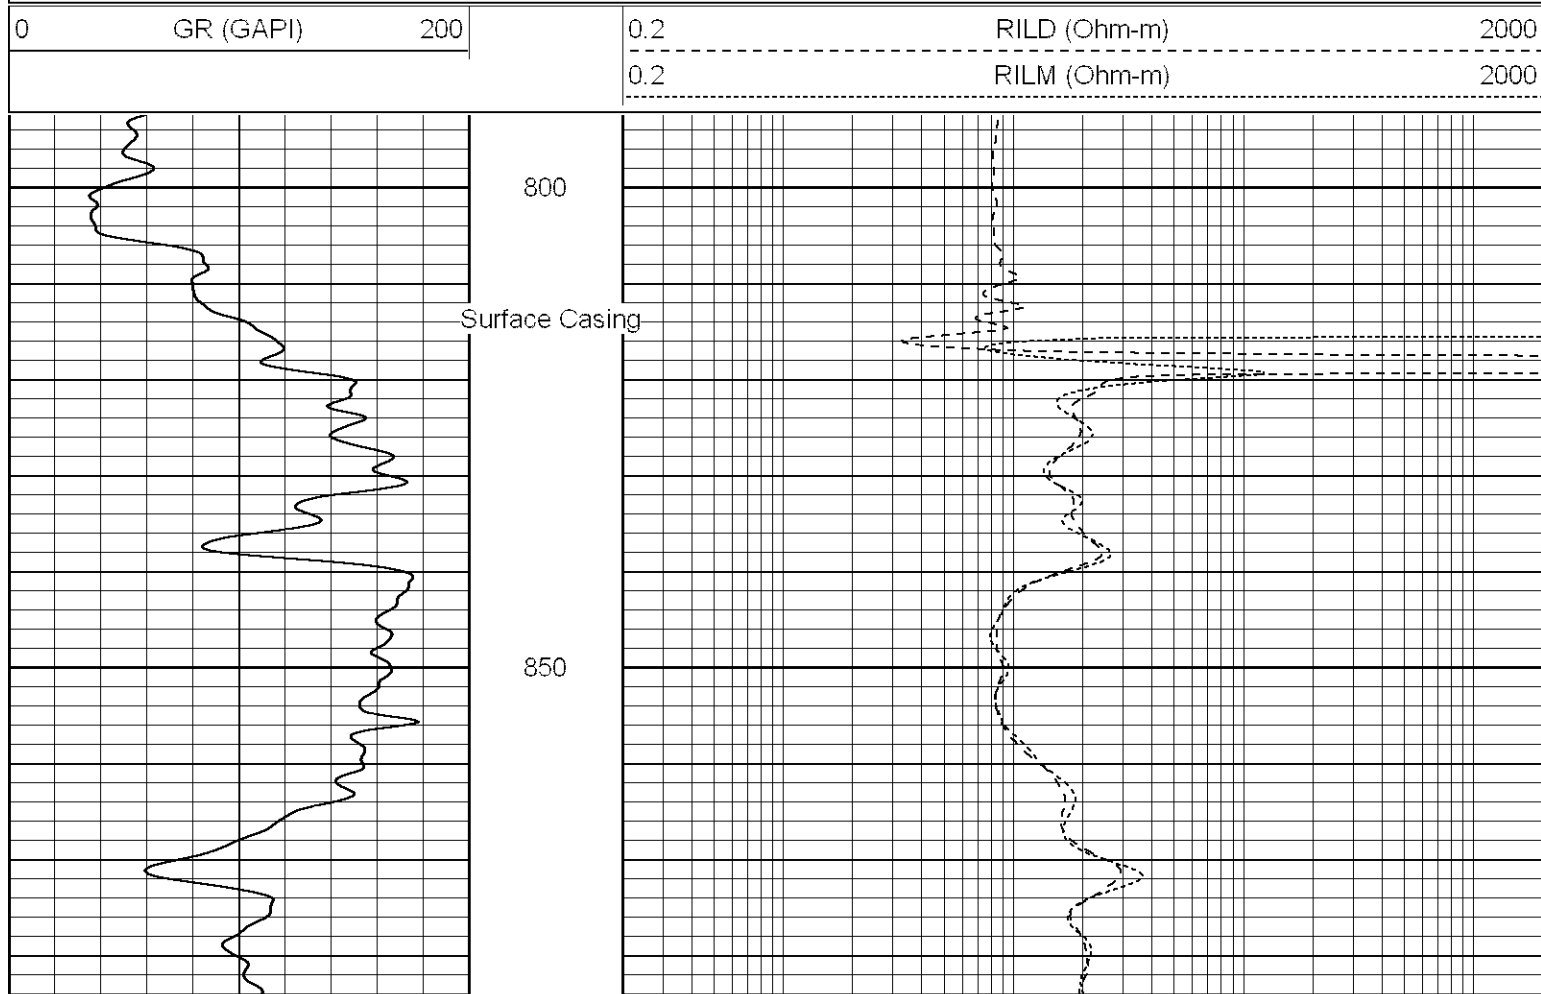 0 GR (GAPI) 200 0.2 RILD (Ohm-m) 2000
0.2 RILM (Ohm-m) 2000
800
Surface Casing
850